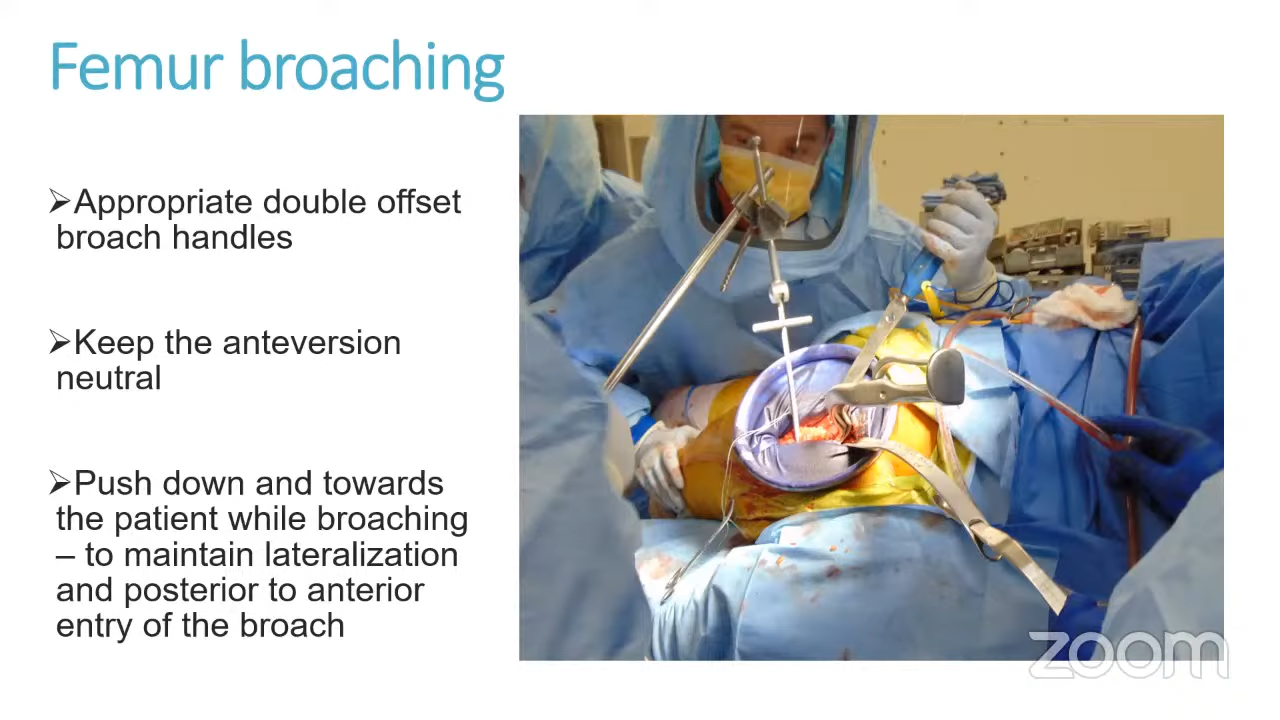 Femur broaching
➢Appropriate double offset
broach handles
➢Keep the anteversion
neutral
➢Push down and towards
the patient while broaching
– to maintain lateralization
and posterior to anterior
entry of the broach
zoom